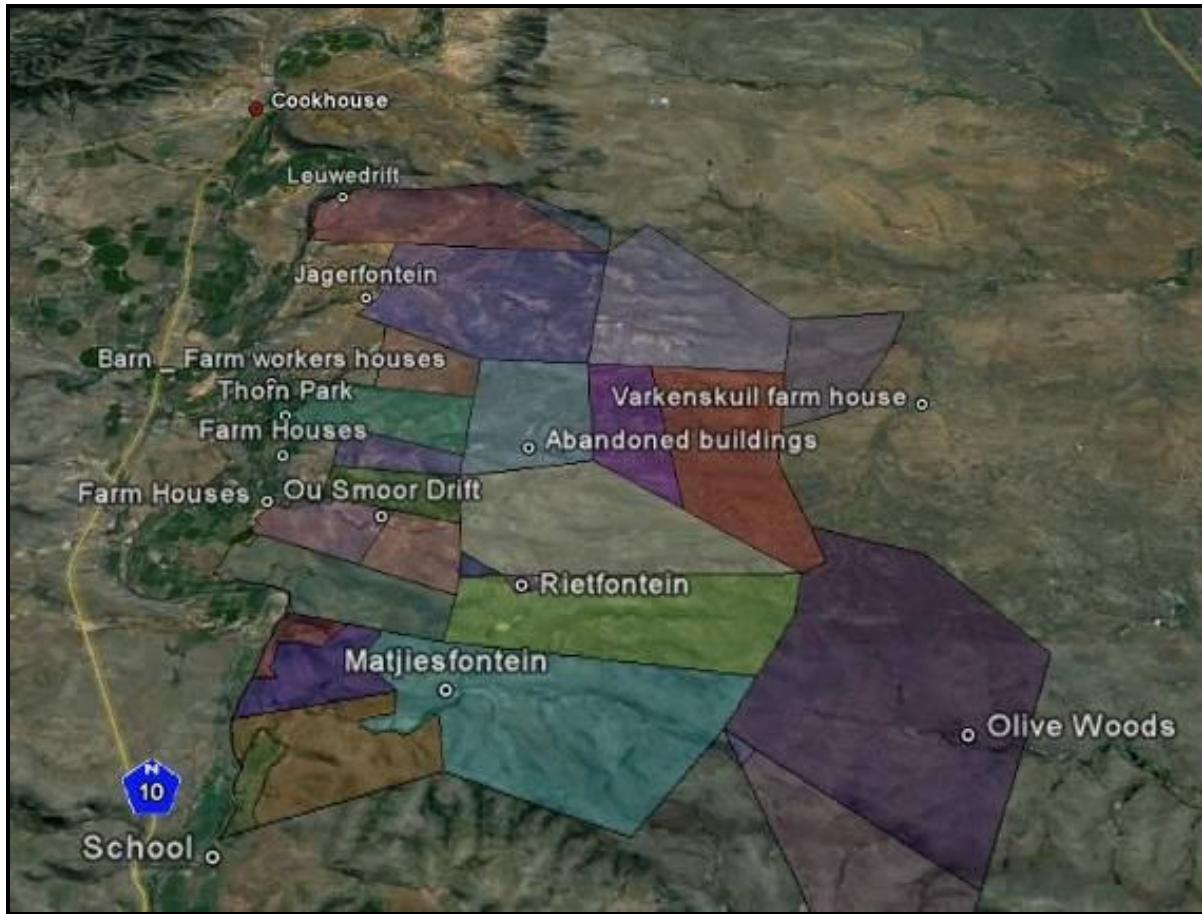 Cookhouse
Leuwedrift
Jagerfontein
Barn _ Farm workers houses
Thorn Park
Varkenskuil farm house
Farm Houses
Abandoned buildings
Farm Houses
Ou Smoor Drift
Rietfontein
Matjiesfontein
Olive Woods
N
10
School